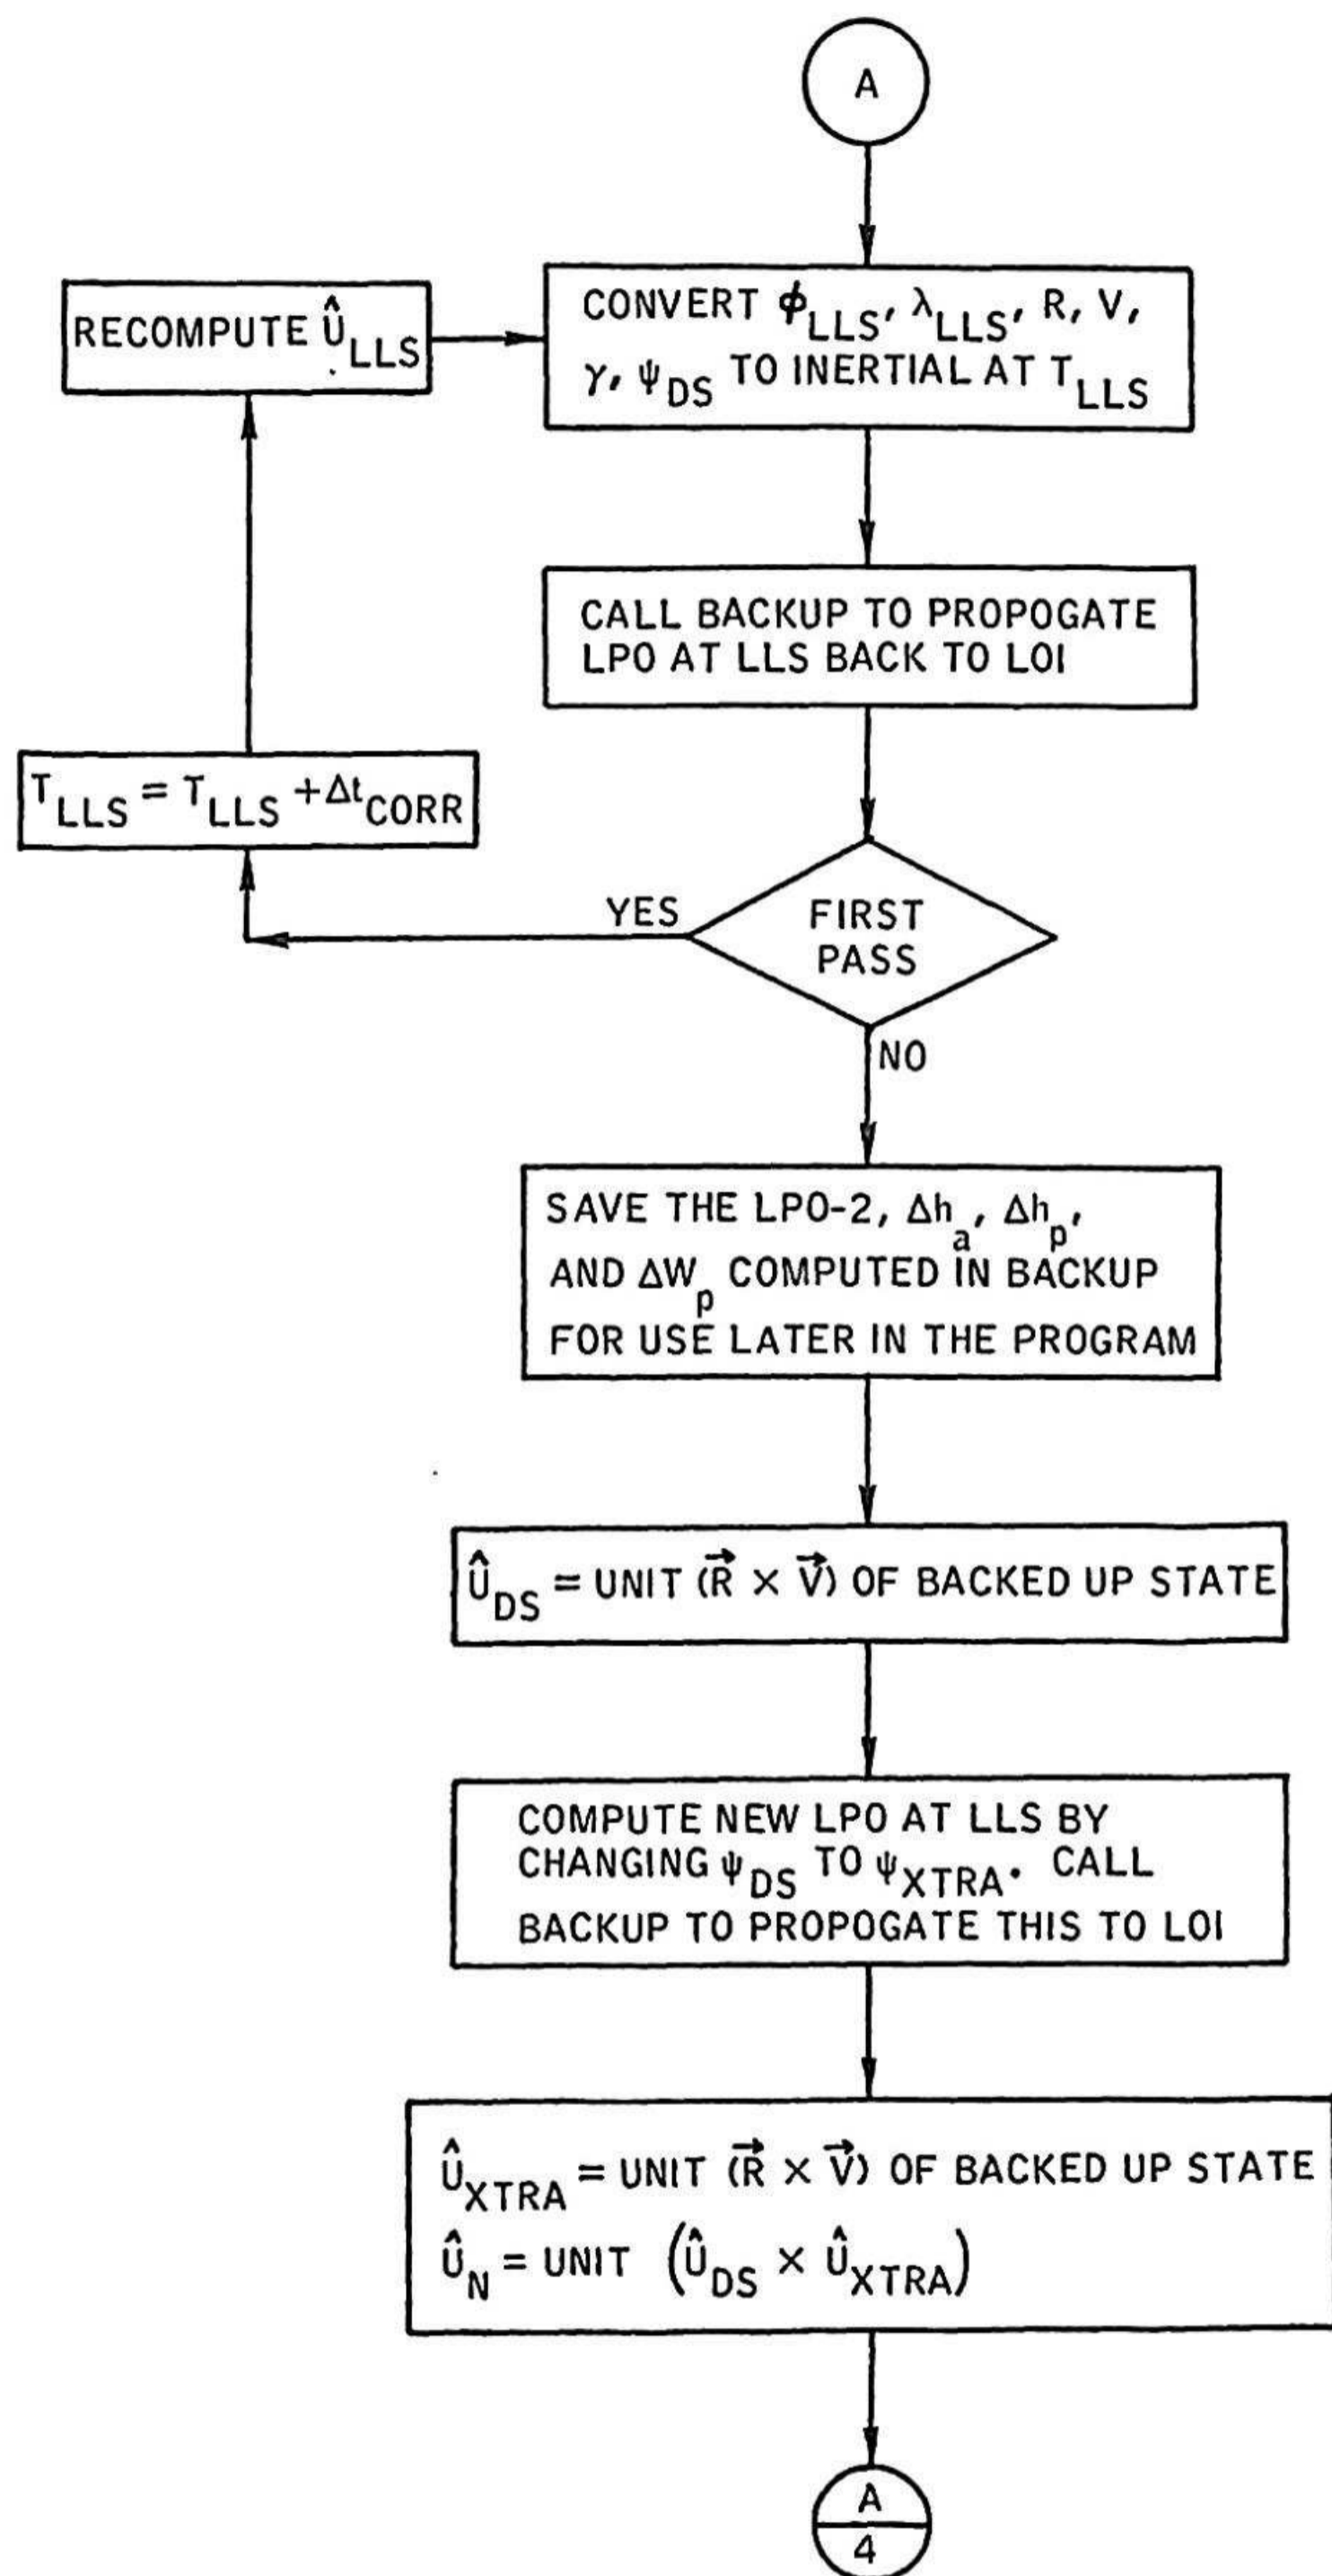 A
RECOMPUTE Û_LLS
CONVERT ϕ_LLS, λ_LLS, R, V,
γ, ψ_DS TO INERTIAL AT T_LLS
CALL BACKUP TO PROPOGATE
LPO AT LLS BACK TO LOI
T_LLS = T_LLS + Δt_CORR
YES
FIRST
PASS
NO
SAVE THE LPO-2, Δh_a, Δh_p,
AND ΔW_p COMPUTED IN BACKUP
FOR USE LATER IN THE PROGRAM
Û_DS = UNIT (R⃗ × V⃗) OF BACKED UP STATE
COMPUTE NEW LPO AT LLS BY
CHANGING ψ_DS TO ψ_XTRA. CALL
BACKUP TO PROPOGATE THIS TO LOI
Û_XTRA = UNIT (R⃗ × V⃗) OF BACKED UP STATE
Û_N = UNIT (Û_DS × Û_XTRA)
A
4